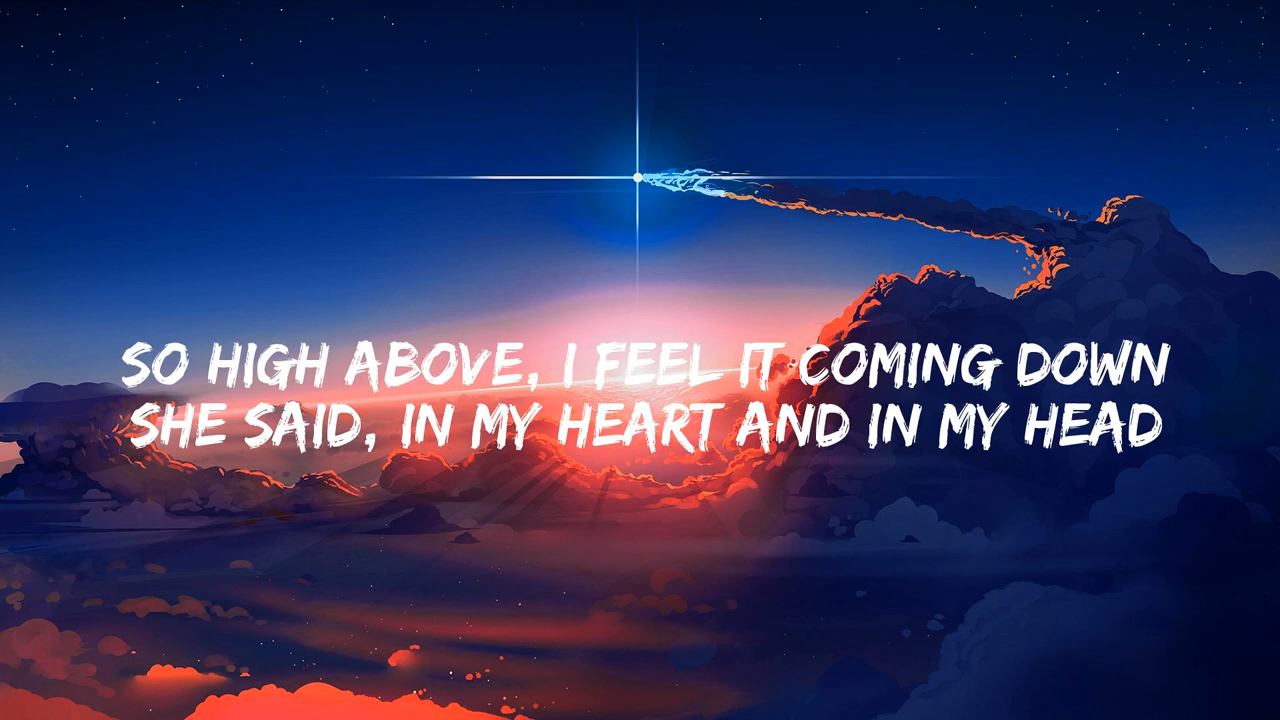 SO HIGH ABOVE, I FEEL IT COMING DOWN
SHE SAID, IN MY HEART AND IN MY HEAD